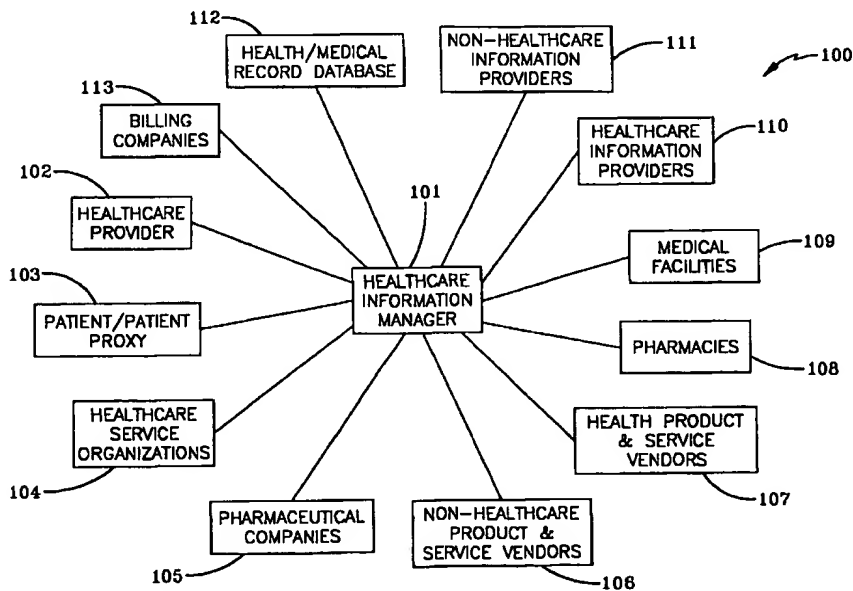 112
HEALTH/MEDICAL
RECORD DATABASE
NON-HEALTHCARE
INFORMATION
PROVIDERS
111
100
113
BILLING
COMPANIES
HEALTHCARE
INFORMATION
PROVIDERS
110
102
HEALTHCARE
PROVIDER
101
MEDICAL
FACILITIES
109
103
PATIENT/PATIENT
PROXY
HEALTHCARE
INFORMATION
MANAGER
PHARMACIES
108
HEALTHCARE
SERVICE
ORGANIZATIONS
104
HEALTH PRODUCT
& SERVICE
VENDORS
107
PHARMACEUTICAL
COMPANIES
105
NON-HEALTHCARE
PRODUCT &
SERVICE VENDORS
106